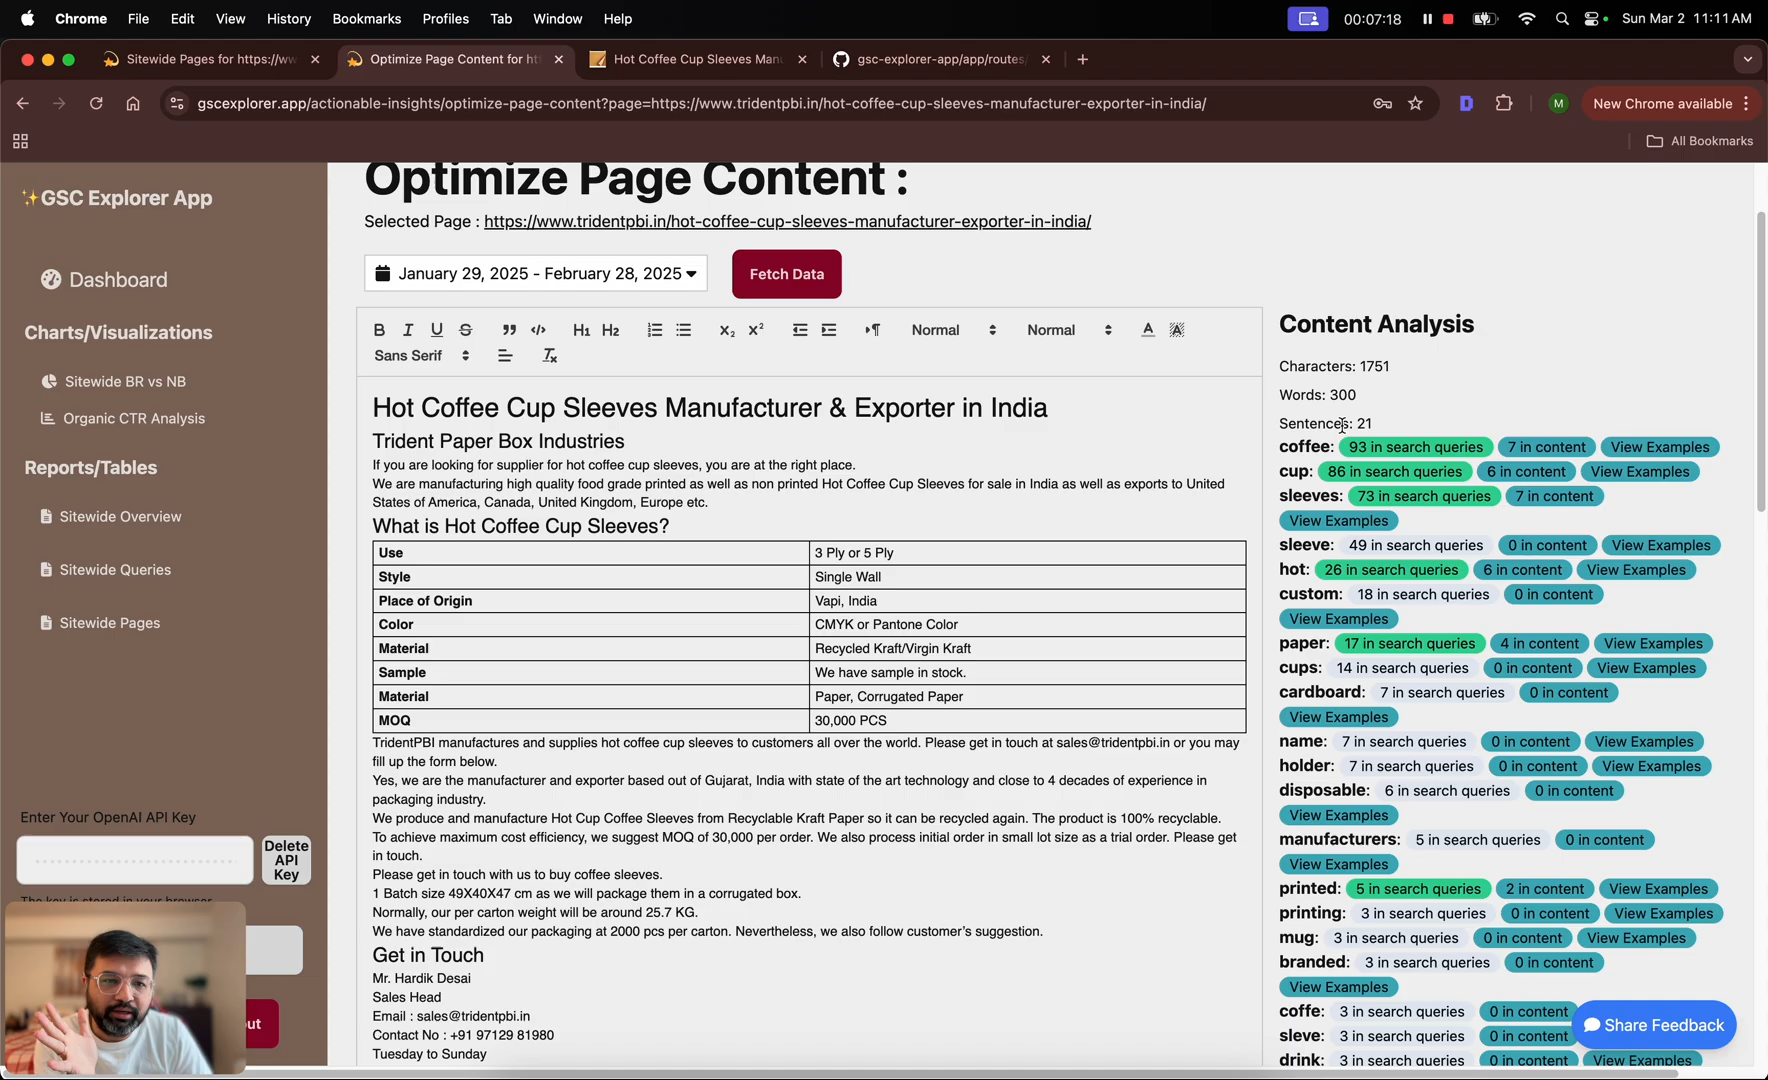 Chrome File Edit View History Bookmarks Profiles Tab Window Help 00:07:18 Sun Mar 2 11:11 AM
Sitewide Pages for https://ww Optimize Page Content for ht Hot Coffee Cup Sleeves Man gsc-explorer-app/app/routes/
gscexplorer.app/actionable-insights/optimize-page-content?page=https://www.tridentpbi.in/hot-coffee-cup-sleeves-manufacturer-exporter-in-india/ D M New Chrome available
All Bookmarks
✨GSC Explorer App
Dashboard
Charts/Visualizations
Sitewide BR vs NB
Organic CTR Analysis
Reports/Tables
Sitewide Overview
Sitewide Queries
Sitewide Pages
Enter Your OpenAI API Key
Delete
API
Key
The key is stored in your browser
Optimize Page Content :
Selected Page : https://www.tridentpbi.in/hot-coffee-cup-sleeves-manufacturer-exporter-in-india/
January 29, 2025 - February 28, 2025
Fetch Data
B I U S H1 H2 X2 X2 Normal Normal A A
Sans Serif
Hot Coffee Cup Sleeves Manufacturer & Exporter in India
Trident Paper Box Industries
If you are looking for supplier for hot coffee cup sleeves, you are at the right place.
We are manufacturing high quality food grade printed as well as non printed Hot Coffee Cup Sleeves for sale in India as well as exports to United
States of America, Canada, United Kingdom, Europe etc.
What is Hot Coffee Cup Sleeves?
Use 3 Ply or 5 Ply
Style Single Wall
Place of Origin Vapi, India
Color CMYK or Pantone Color
Material Recycled Kraft/Virgin Kraft
Sample We have sample in stock.
Material Paper, Corrugated Paper
MOQ 30,000 PCS
TridentPBI manufactures and supplies hot coffee cup sleeves to customers all over the world. Please get in touch at sales@tridentpbi.in or you may
fill up the form below.
Yes, we are the manufacturer and exporter based out of Gujarat, India with state of the art technology and close to 4 decades of experience in
packaging industry.
We produce and manufacture Hot Cup Coffee Sleeves from Recyclable Kraft Paper so it can be recycled again. The product is 100% recyclable.
To achieve maximum cost efficiency, we suggest MOQ of 30,000 per order. We also process initial order in small lot size as a trial order. Please get
in touch.
Please get in touch with us to buy coffee sleeves.
1 Batch size 49X40X47 cm as we will package them in a corrugated box.
Normally, our per carton weight will be around 25.7 KG.
We have standardized our packaging at 2000 pcs per carton. Nevertheless, we also follow customer's suggestion.
Get in Touch
Mr. Hardik Desai
Sales Head
Email : sales@tridentpbi.in
Contact No : +91 97129 81980
Tuesday to Sunday
Content Analysis
Characters: 1751
Words: 300
Sentences: 21
coffee: 93 in search queries 7 in content View Examples
cup: 86 in search queries 6 in content View Examples
sleeves: 73 in search queries 7 in content
View Examples
sleeve: 49 in search queries 0 in content View Examples
hot: 26 in search queries 6 in content View Examples
custom: 18 in search queries 0 in content
View Examples
paper: 17 in search queries 4 in content View Examples
cups: 14 in search queries 0 in content View Examples
cardboard: 7 in search queries 0 in content
View Examples
name: 7 in search queries 0 in content View Examples
holder: 7 in search queries 0 in content View Examples
disposable: 6 in search queries 0 in content
View Examples
manufacturers: 5 in search queries 0 in content
View Examples
printed: 5 in search queries 2 in content View Examples
printing: 3 in search queries 0 in content View Examples
mug: 3 in search queries 0 in content View Examples
branded: 3 in search queries 0 in content
View Examples
coffe: 3 in search queries 0 in content
sleve: 3 in search queries 0 in content
drink: 3 in search queries 0 in content View Examples
Share Feedback